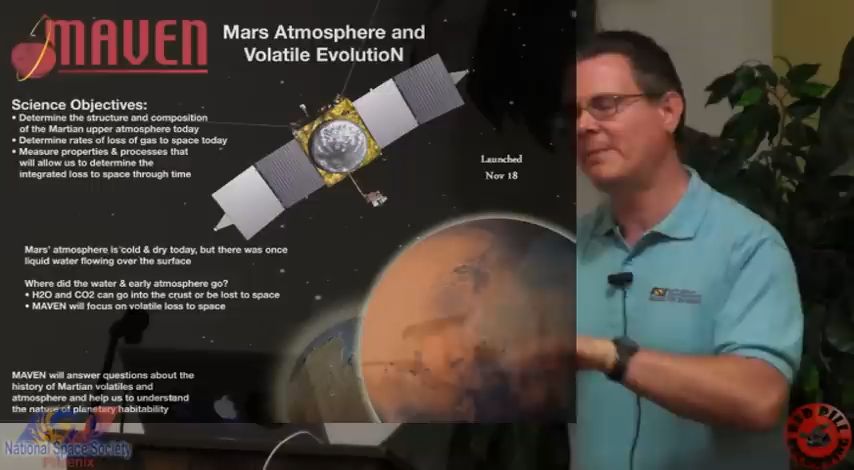 MAVEN
Mars Atmosphere and
Volatile EvolutioN
Science Objectives:
• Determine the structure and composition
of the Martian upper atmosphere today
• Determine rates of loss of gas to space today
• Measure properties & processes that
will allow us to determine the
integrated loss to space through time
Launched
Nov 18
Mars' atmosphere is cold & dry today, but there was once
liquid water flowing over the surface
Where did the water & early atmosphere go?
• H2O and CO2 can go into the crust or be lost to space
• MAVEN will focus on volatile loss to space
MAVEN will answer questions about the
history of Martian volatiles and
atmosphere and help us to understand
the nature of planetary habitability
National Space Society
Phoenix
RED PILL